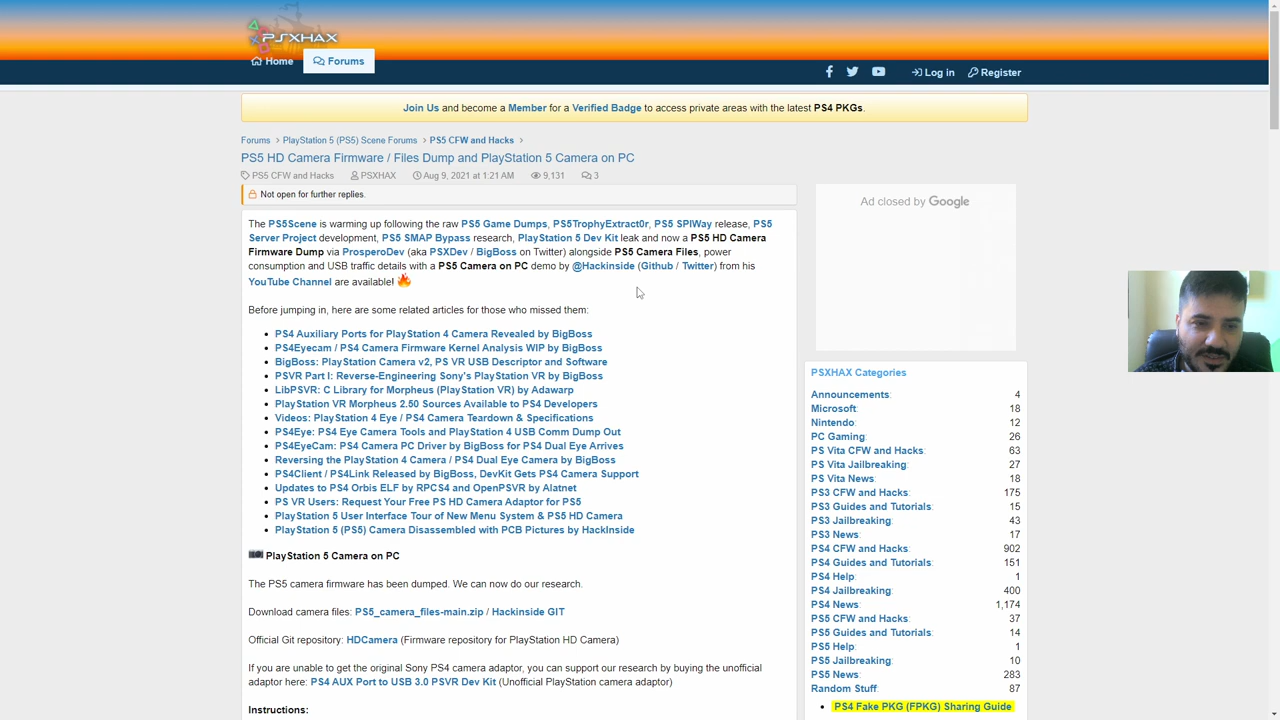 PSXHAX
Home
Forums
Log in
Register
Join Us and become a Member for a Verified Badge to access private areas with the latest PS4 PKGs.
Forums > PlayStation 5 (PS5) Scene Forums > PS5 CFW and Hacks >
PS5 HD Camera Firmware / Files Dump and PlayStation 5 Camera on PC
PS5 CFW and Hacks PSXHAX Aug 9, 2021 at 1:21 AM 9,131 3
Not open for further replies.
The PS5Scene is warming up following the raw PS5 Game Dumps, PS5TrophyExtract0r, PS5 SPIWay release, PS5
Server Project development, PS5 SMAP Bypass research, PlayStation 5 Dev Kit leak and now a PS5 HD Camera
Firmware Dump via ProsperoDev (aka PSXDev / BigBoss on Twitter) alongside PS5 Camera Files, power
consumption and USB traffic details with a PS5 Camera on PC demo by @Hackinside (Github / Twitter) from his
YouTube Channel are available!
Before jumping in, here are some related articles for those who missed them:
PS4 Auxiliary Ports for PlayStation 4 Camera Revealed by BigBoss
PS4Eyecam / PS4 Camera Firmware Kernel Analysis WIP by BigBoss
BigBoss: PlayStation Camera v2, PS VR USB Descriptor and Software
PSVR Part I: Reverse-Engineering Sony's PlayStation VR by BigBoss
LibPSVR: C Library for Morpheus (PlayStation VR) by Adawarp
PlayStation VR Morpheus 2.50 Sources Available to PS4 Developers
Videos: PlayStation 4 Eye / PS4 Camera Teardown & Specifications
PS4Eye: PS4 Eye Camera Tools and PlayStation 4 USB Comm Dump Out
PS4EyeCam: PS4 Camera PC Driver by BigBoss for PS4 Dual Eye Arrives
Reversing the PlayStation 4 Camera / PS4 Dual Eye Camera by BigBoss
PS4Client / PS4Link Released by BigBoss, DevKit Gets PS4 Camera Support
Updates to PS4 Orbis ELF by RPCS4 and OpenPSVR by Alatnet
PS VR Users: Request Your Free PS HD Camera Adaptor for PS5
PlayStation 5 User Interface Tour of New Menu System & PS5 HD Camera
PlayStation 5 (PS5) Camera Disassembled with PCB Pictures by HackInside
PlayStation 5 Camera on PC
The PS5 camera firmware has been dumped. We can now do our research.
Download camera files: PS5_camera_files-main.zip / Hackinside GIT
Official Git repository: HDCamera (Firmware repository for PlayStation HD Camera)
If you are unable to get the original Sony PS4 camera adaptor, you can support our research by buying the unofficial
adaptor here: PS4 AUX Port to USB 3.0 PSVR Dev Kit (Unofficial PlayStation camera adaptor)
Instructions:
Ad closed by Google
PSXHAX Categories
Announcements: 4
Microsoft: 18
Nintendo: 12
PC Gaming: 26
PS Vita CFW and Hacks: 63
PS Vita Jailbreaking: 27
PS Vita News: 18
PS3 CFW and Hacks: 175
PS3 Guides and Tutorials: 15
PS3 Jailbreaking: 43
PS3 News: 17
PS4 CFW and Hacks: 902
PS4 Guides and Tutorials: 151
PS4 Help: 1
PS4 Jailbreaking: 400
PS4 News: 1,174
PS5 CFW and Hacks: 37
PS5 Guides and Tutorials: 14
PS5 Help: 1
PS5 Jailbreaking: 10
PS5 News: 283
Random Stuff: 87
PS4 Fake PKG (FPKG) Sharing Guide